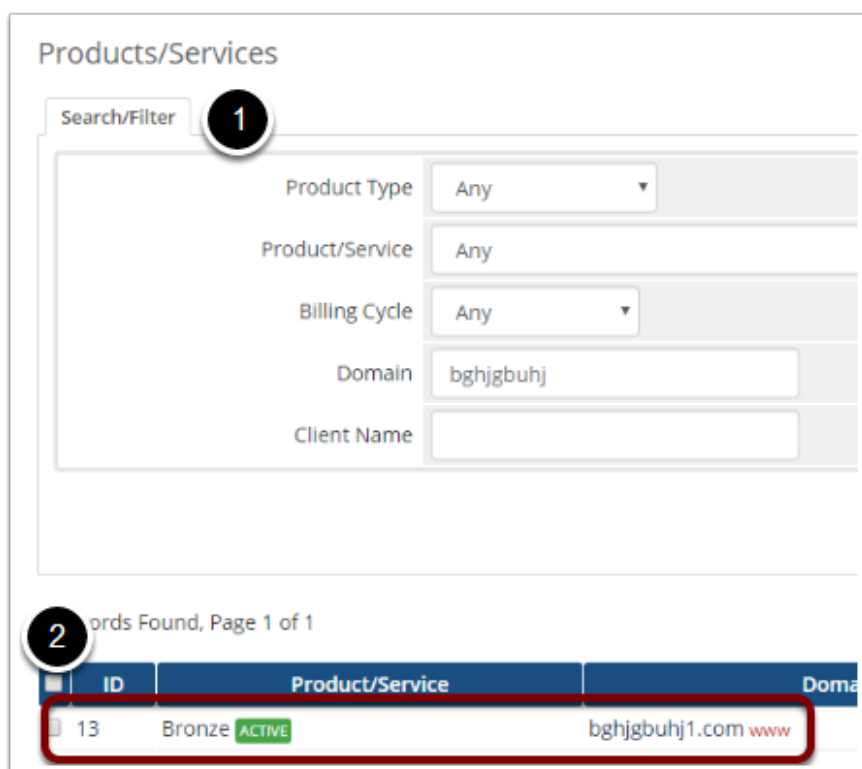 Products/Services
Search/Filter 1
Product Type Any
Product/Service Any
Billing Cycle Any
Domain bghjgbuhj
Client Name
2 ords Found, Page 1 of 1
ID Product/Service Doma
13 Bronze ACTIVE bghjgbuhj1.com www